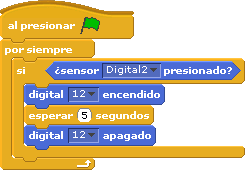 al presionar
por siempre
si ¿sensor Digital2 presionado?
digital 12 encendido
esperar 5 segundos
digital 12 apagado